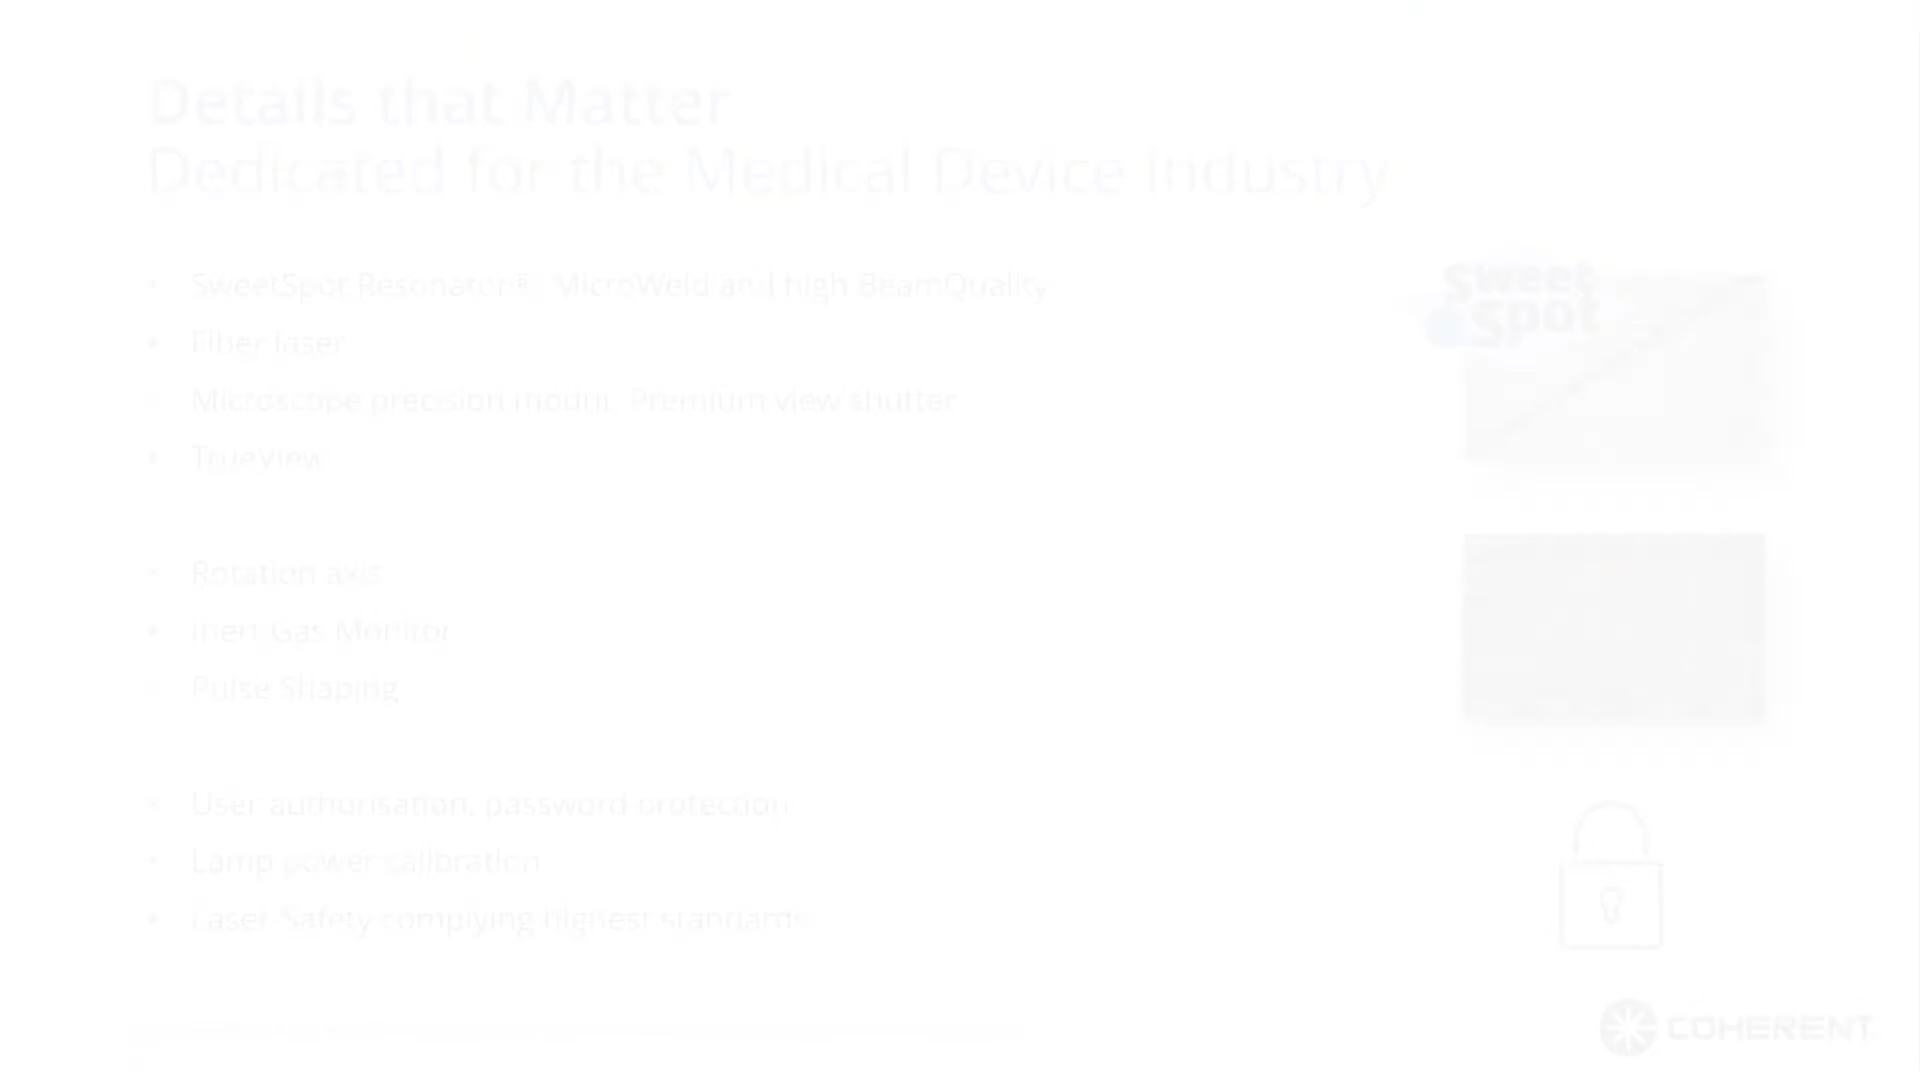 Details that Matter
Dedicated for the Medical Device Industry
• SweetSpot Resonator®: MicroWeld and high BeamQuality
• Fiber laser
• Microscope precision mount, Premium view shutter
• TrueView
• Rotation axis
• Inert Gas Monitor
• Pulse Shaping
• User authorisation, password protection
• Lamp power calibration
• Laser-Safety complying highest standards
sweet
spot
COHERENT